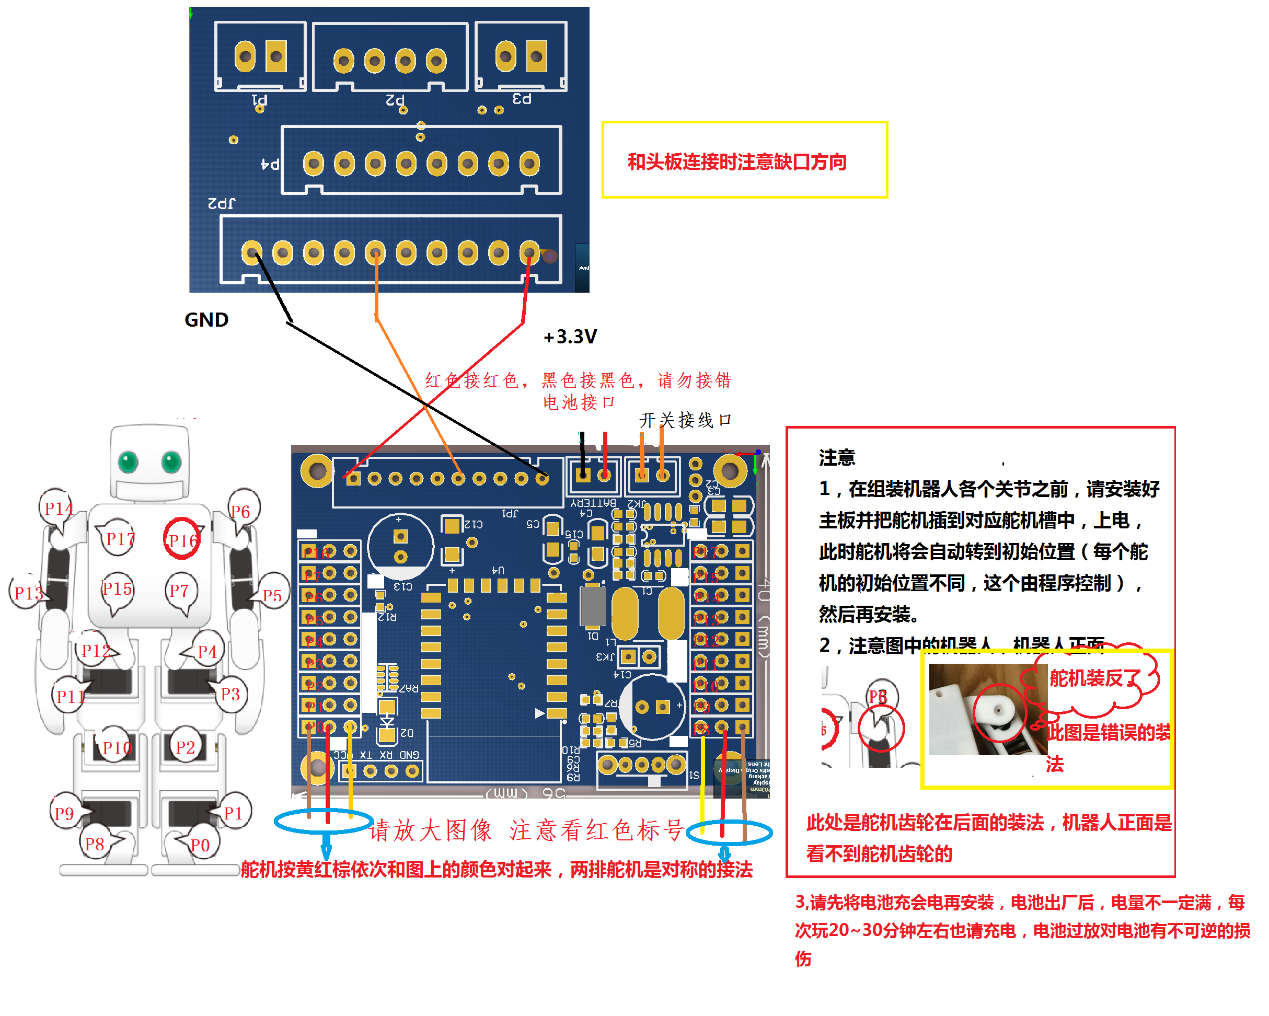 P1
P2
P3
P4
JP2
和头板连接时注意缺口方向
GND
+3.3V
红色接红色，黑色接黑色，请勿接错
电池接口
开关接线口
BATTERY
JK2
JP1
C2
C3
C4
C5
C12
C15
C13
U4
R12
C1
D1
L1
JK3
C14
RA7
D2
R7
R5
R10
C9
R6
R9
S1
GND RX TX VCC
P14
P17
P16
P6
P13
P15
P7
P5
P12
P4
P11
P3
P10
P2
P9
P1
P8
P0
请放大图像 注意看红色标号
舵机按黄红棕依次和图上的颜色对起来，两排舵机是对称的接法
注意
1，在组装机器人各个关节之前，请安装好
主板并把舵机插到对应舵机槽中，上电，
此时舵机将会自动转到初始位置（每个舵
机的初始位置不同，这个由程序控制），
然后再安装。
2，注意图中的机器人，机器人正面
舵机装反了
此图是错误的装
法
此处是舵机齿轮在后面的装法，机器人正面是
看不到舵机齿轮的
3,请先将电池充会电再安装，电池出厂后，电量不一定满，每
次玩20~30分钟左右也请充电，电池过放对电池有不可逆的损
伤